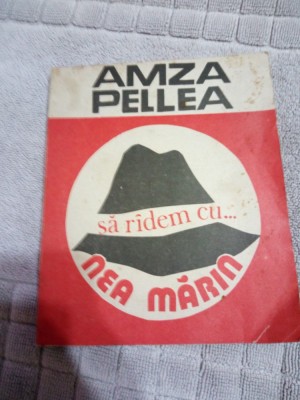 AMZA
PELLEA
să rîdem cu...
NEA MĂRIN